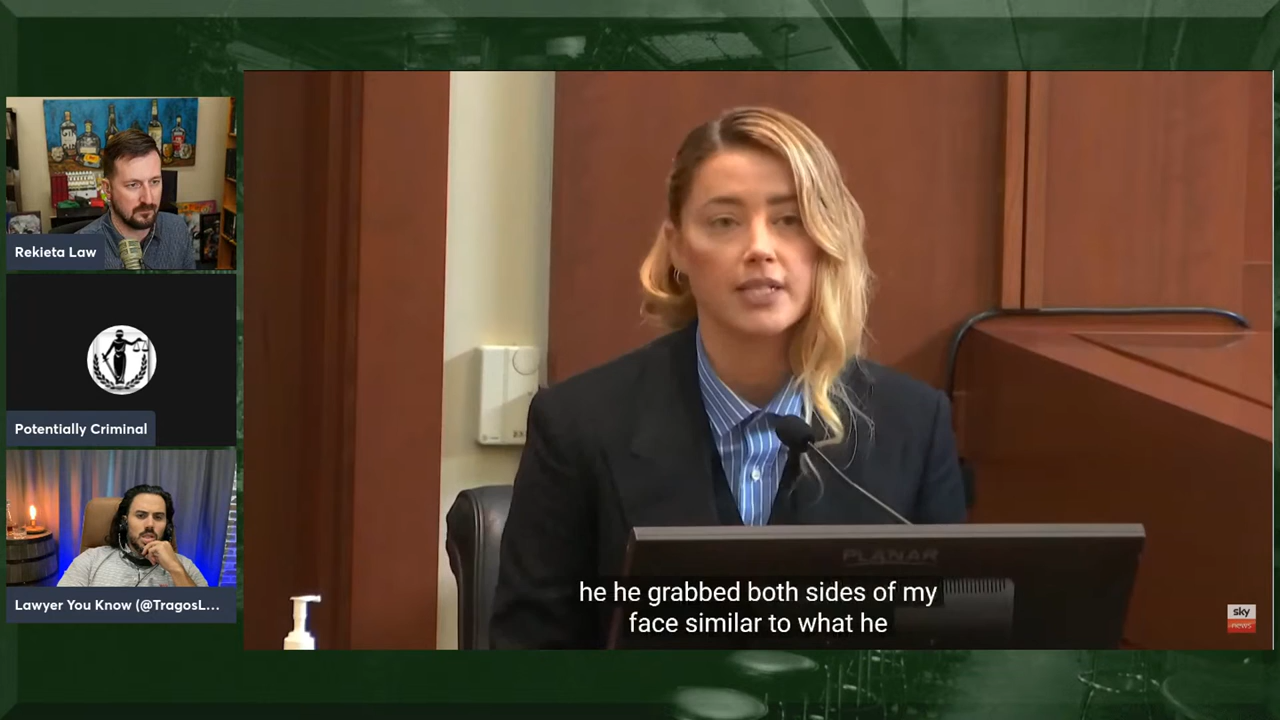 Rekieta Law
Potentially Criminal
Lawyer You Know (@TragosL...
PLANAR
he he grabbed both sides of my
face similar to what he
sky
news